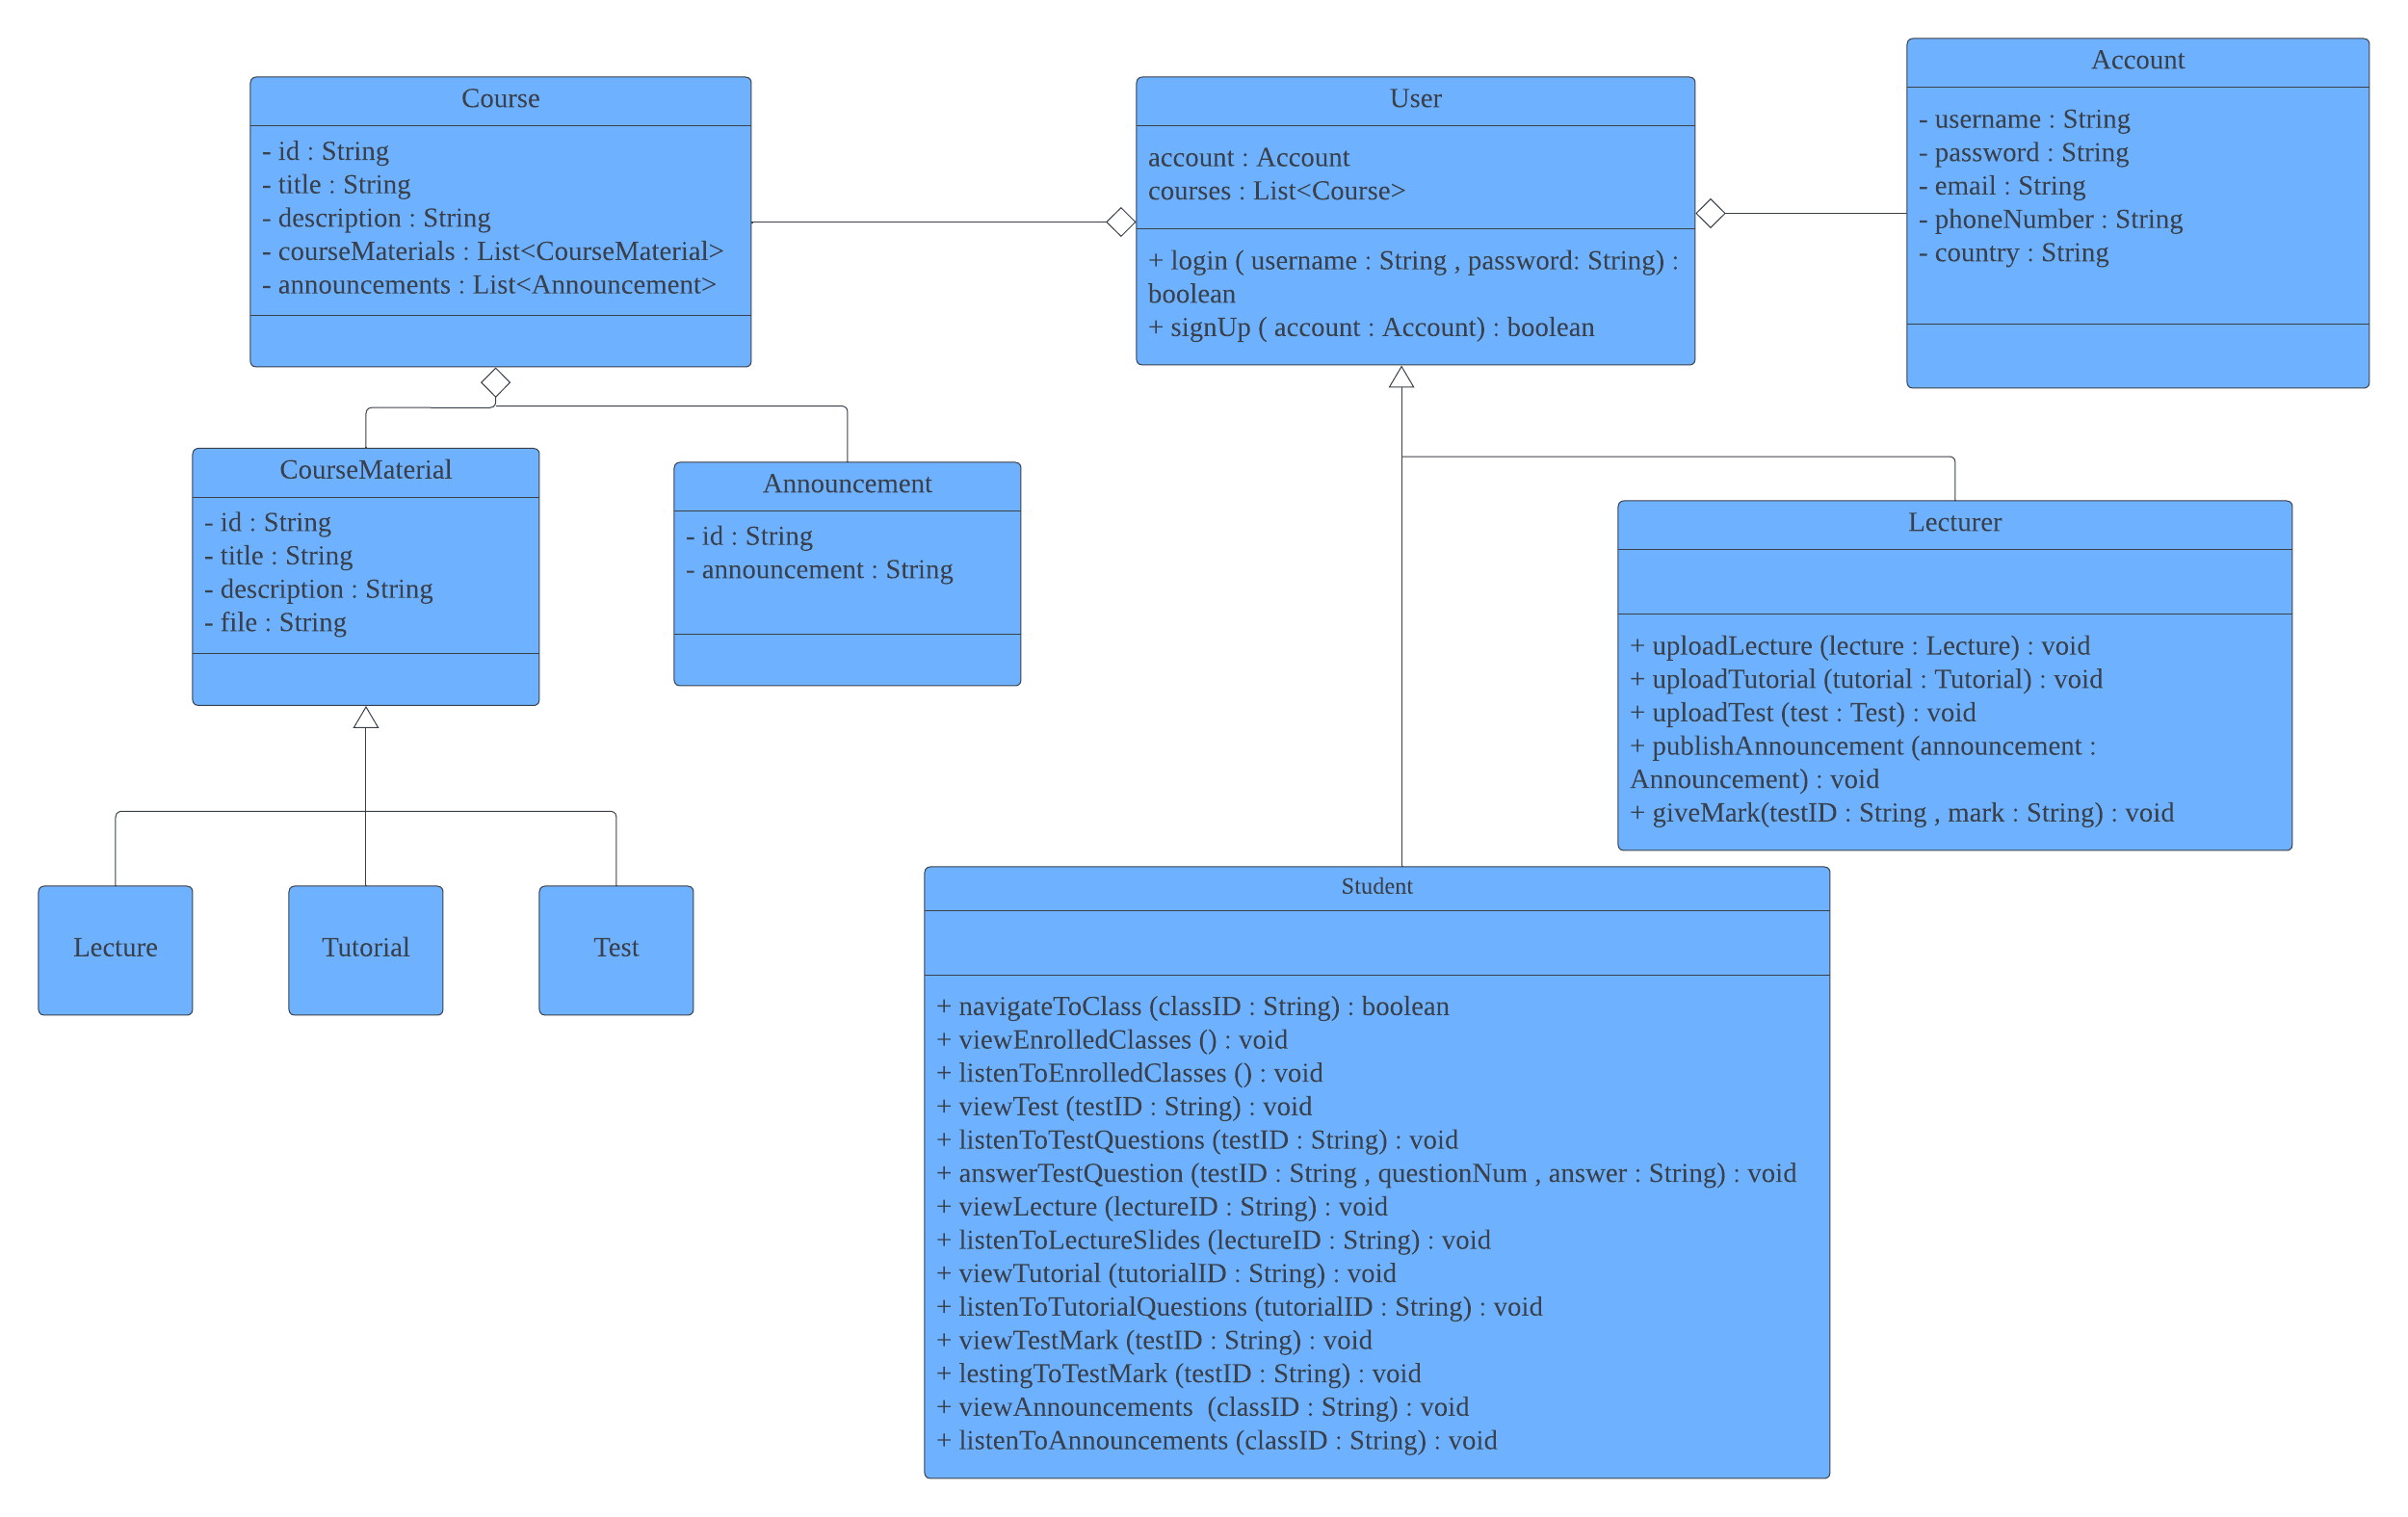 Course
- id : String
- title : String
- description : String
- courseMaterials : List<CourseMaterial>
- announcements : List<Announcement>
User
account : Account
courses : List<Course>
+ login ( username : String , password: String) :
boolean
+ signUp ( account : Account) : boolean
Account
- username : String
- password : String
- email : String
- phoneNumber : String
- country : String
CourseMaterial
- id : String
- title : String
- description : String
- file : String
Announcement
- id : String
- announcement : String
Lecturer
+ uploadLecture (lecture : Lecture) : void
+ uploadTutorial (tutorial : Tutorial) : void
+ uploadTest (test : Test) : void
+ publishAnnouncement (announcement :
Announcement) : void
+ giveMark(testID : String , mark : String) : void
Lecture
Tutorial
Test
Student
+ navigateToClass (classID : String) : boolean
+ viewEnrolledClasses () : void
+ listenToEnrolledClasses () : void
+ viewTest (testID : String) : void
+ listenToTestQuestions (testID : String) : void
+ answerTestQuestion (testID : String , questionNum , answer : String) : void
+ viewLecture (lectureID : String) : void
+ listenToLectureSlides (lectureID : String) : void
+ viewTutorial (tutorialID : String) : void
+ listenToTutorialQuestions (tutorialID : String) : void
+ viewTestMark (testID : String) : void
+ lestingToTestMark (testID : String) : void
+ viewAnnouncements  (classID : String) : void
+ listenToAnnouncements (classID : String) : void